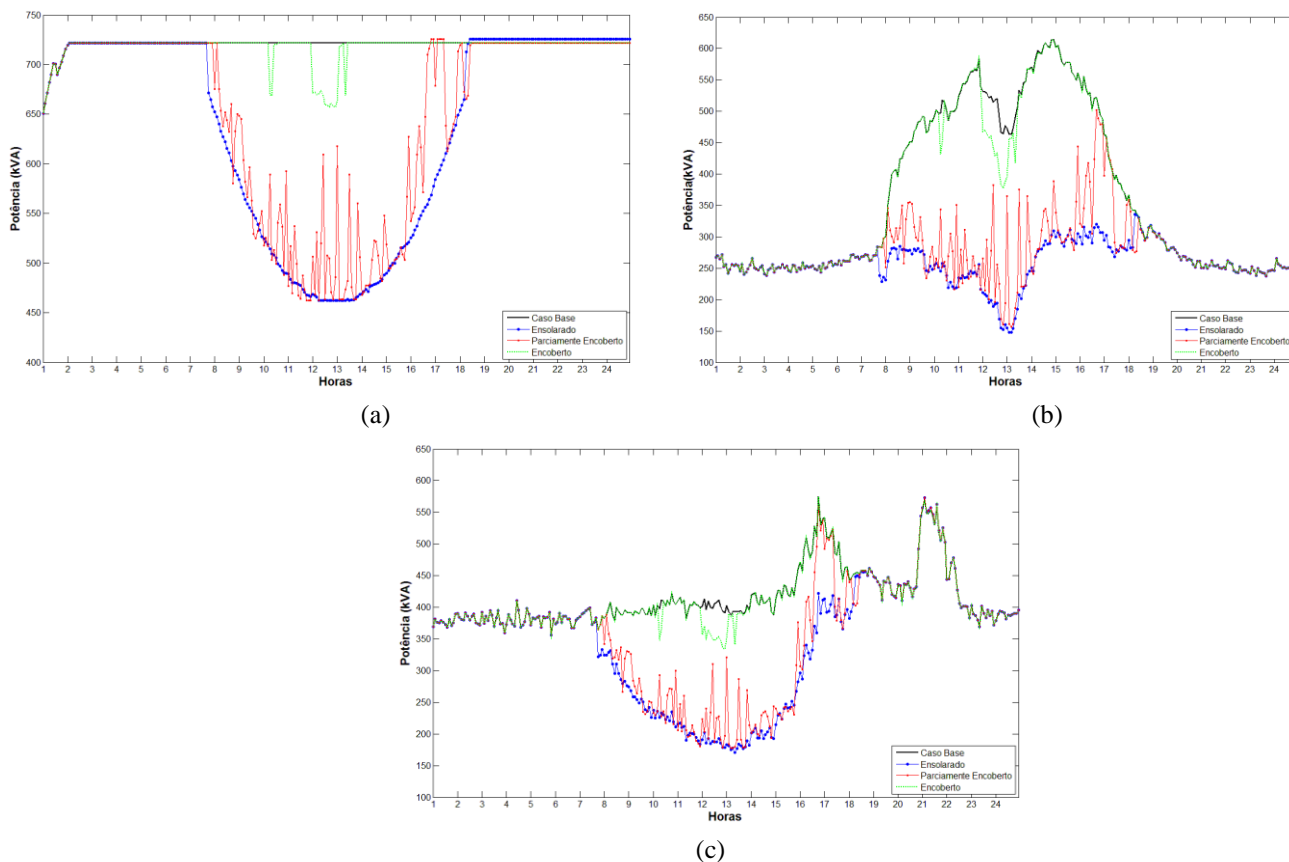 750
700
650
600
550
500
450
400
Potência (kVA)
1 2 3 4 5 6 7 8 9 10 11 12 13 14 15 16 17 18 19 20 21 22 23 24
Horas
Caso Base
Ensolarado
Parciamente Encoberto
Encoberto
(a)
650
600
550
500
450
400
350
300
250
200
150
100
Potência(kVA)
1 2 3 4 5 6 7 8 9 10 11 12 13 14 15 16 17 18 19 20 21 22 23 24
Horas
Caso Base
Ensolarado
Parciamente Encoberto
Encoberto
(b)
650
600
550
500
450
400
350
300
250
200
150
100
Potência (kVA)
1 2 3 4 5 6 7 8 9 10 11 12 13 14 15 16 17 18 19 20 21 22 23 24
Horas
Caso Base
Ensolarado
Parciamente Encoberto
Encoberto
(c)